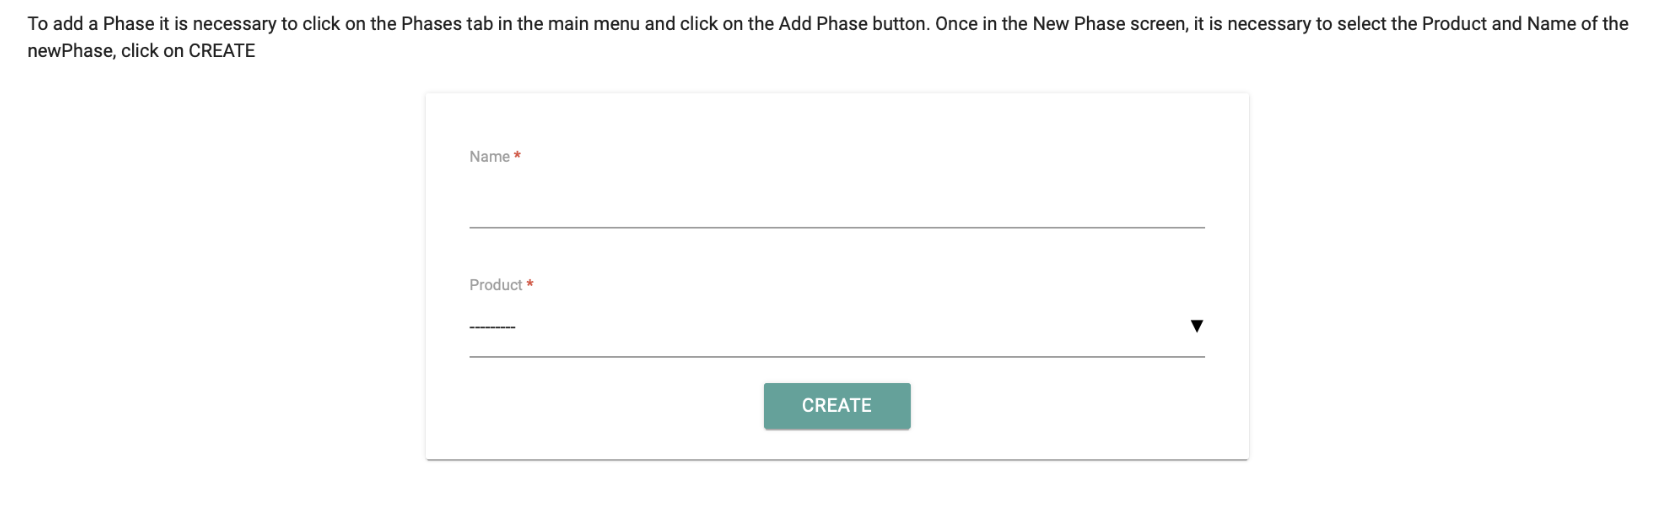 To add a Phase it is necessary to click on the Phases tab in the main menu and click on the Add Phase button. Once in the New Phase screen, it is necessary to select the Product and Name of the
newPhase, click on CREATE
Name *
Product *
---------
CREATE